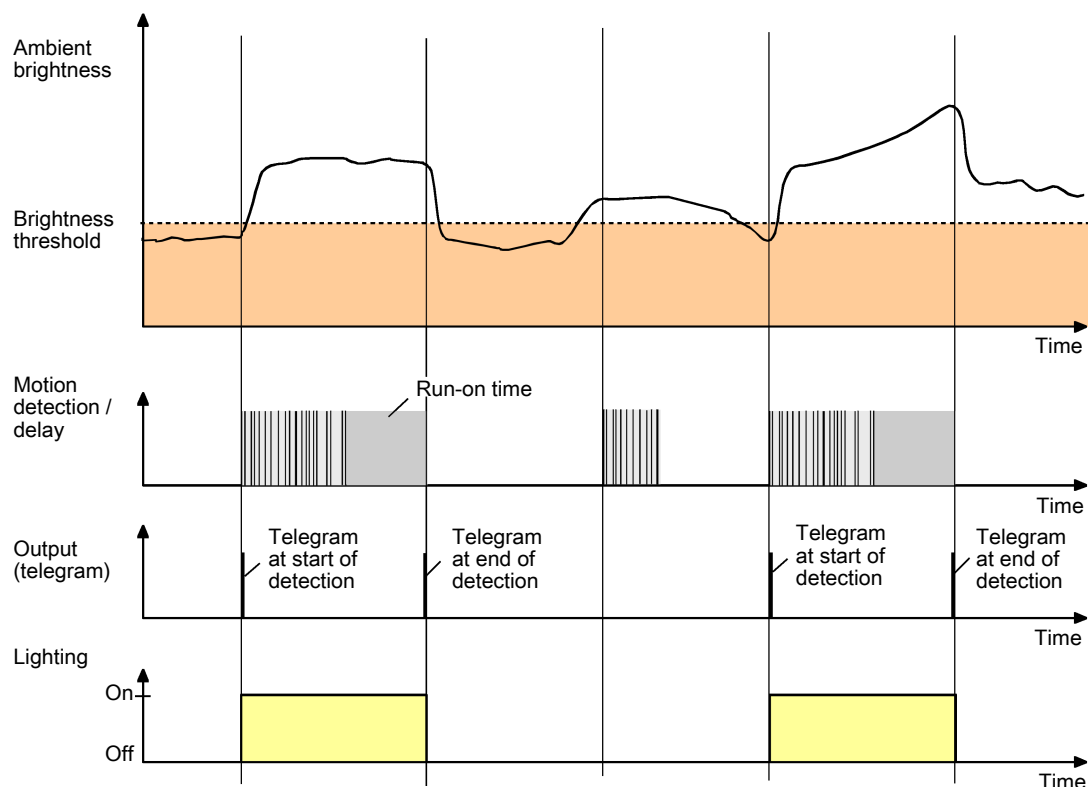 Ambient
brightness
Brightness
threshold
Time
Motion
detection /
delay
Run-on time
Time
Output
(telegram)
Telegram
at start of
detection
Telegram
at end of
detection
Telegram
at start of
detection
Telegram
at end of
detection
Time
Lighting
On
Off
Time